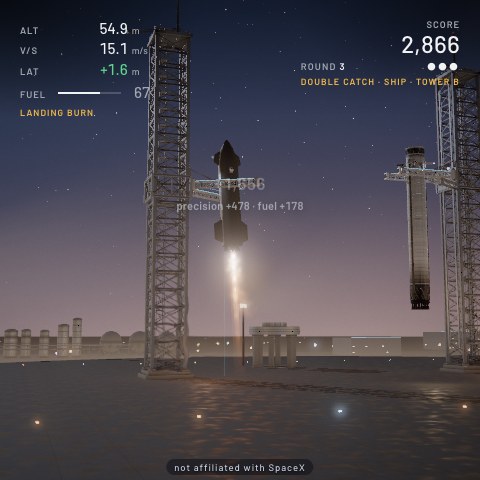 ALT 54.9 m
V/S 15.1 m/s
LAT +1.6 m
FUEL 67
LANDING BURN.
SCORE
2,866
ROUND 3
DOUBLE CATCH · SHIP · TOWER B
precision +478 · fuel +178
not affiliated with SpaceX